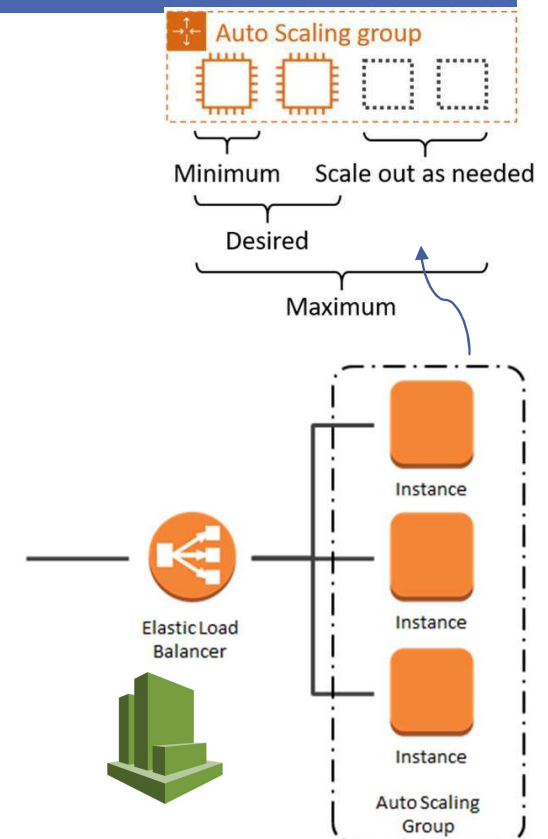 Auto Scaling group
Minimum
Scale out as needed
Desired
Maximum
Instance
Instance
Elastic Load
Balancer
Instance
Auto Scaling
Group